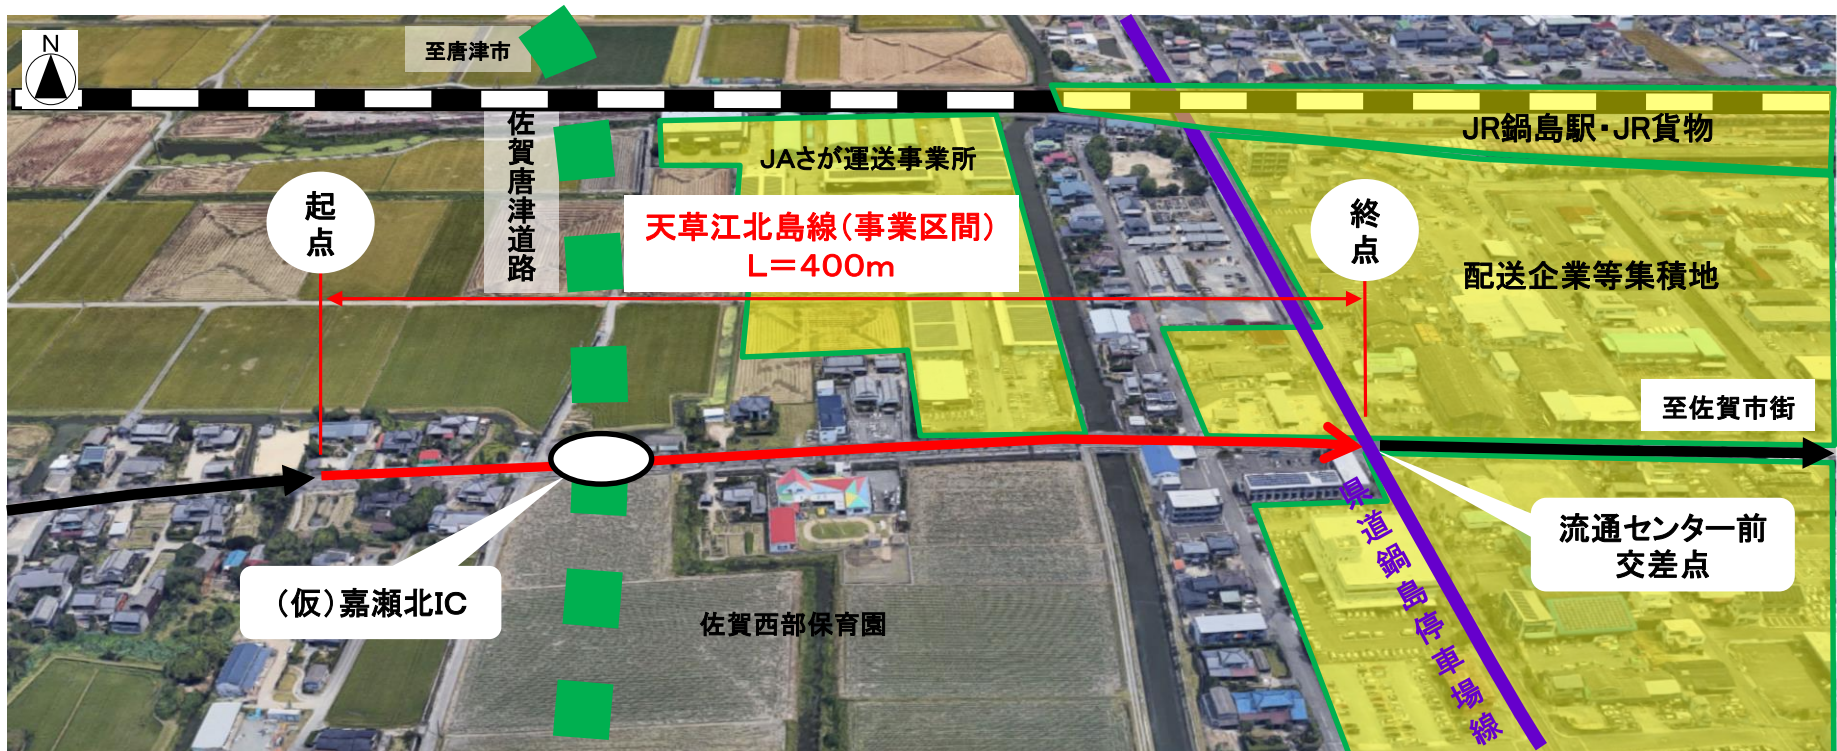 N
至唐津市
佐賀唐津道路
JR鍋島駅・JR貨物
JAさが運送事業所
起点
天草江北島線（事業区間）
L＝400m
終点
配送企業等集積地
至佐賀市街
県道鍋島停車場線
流通センター前
交差点
（仮）嘉瀬北IC
佐賀西部保育園